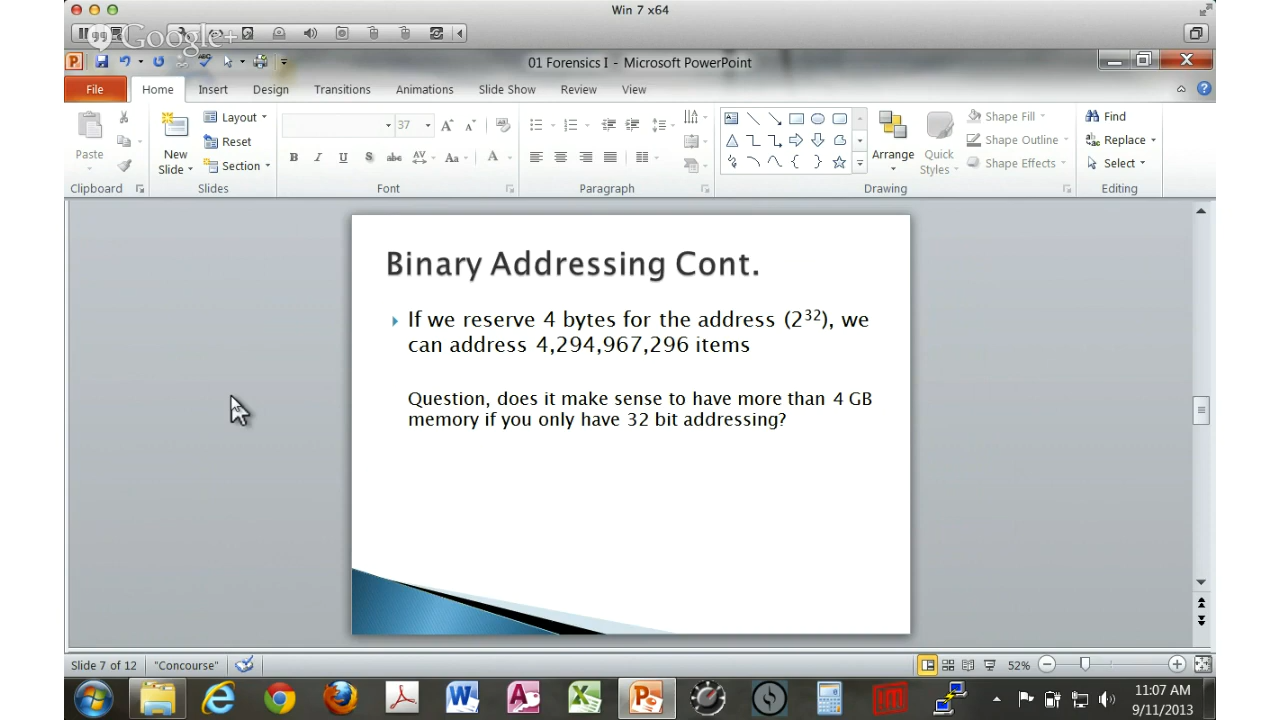 Win 7 x64
Google+
01 Forensics I - Microsoft PowerPoint
File Home Insert Design Transitions Animations Slide Show Review View
Paste
New
Slide
Layout
Reset
Section
37
B I U S abc AV Aa A
Arrange
Quick
Styles
Shape Fill
Shape Outline
Shape Effects
Find
Replace
Select
Clipboard Slides Font Paragraph Drawing Editing
Binary Addressing Cont.
If we reserve 4 bytes for the address (2³²), we
can address 4,294,967,296 items
Question, does it make sense to have more than 4 GB
memory if you only have 32 bit addressing?
Slide 7 of 12 "Concourse" 52%
11:07 AM
9/11/2013